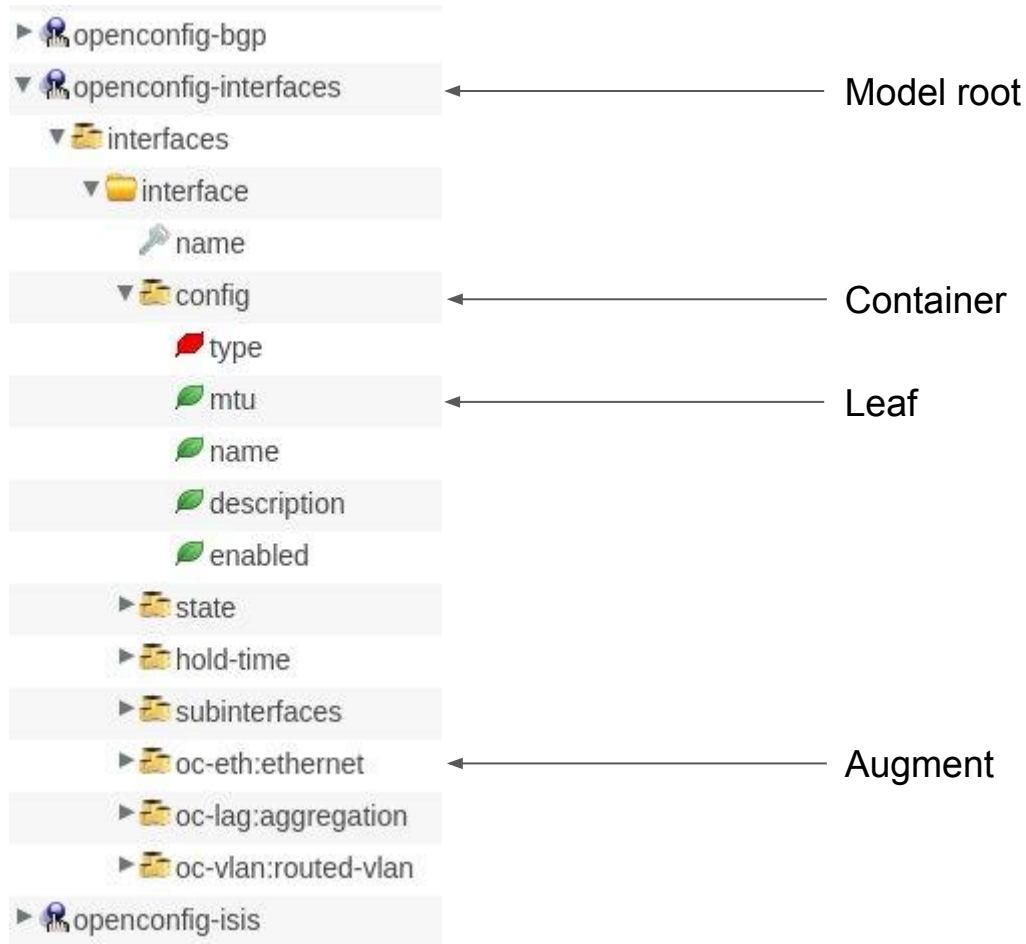 openconfig-bgp
openconfig-interfaces
Model root
interfaces
interface
name
config
Container
type
mtu
Leaf
name
description
enabled
state
hold-time
subinterfaces
oc-eth:ethernet
Augment
oc-lag:aggregation
oc-vlan:routed-vlan
openconfig-isis